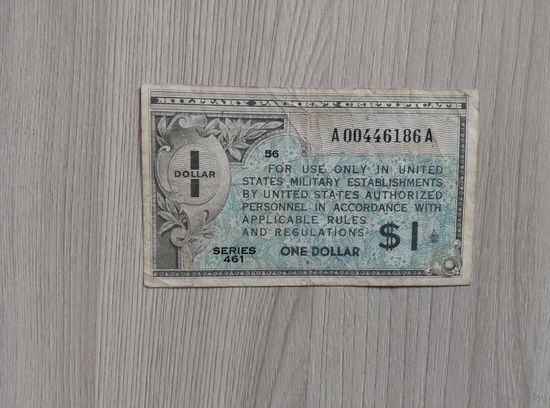 MILITARY PAYMENT CERTIFICATE
A00446186A
1
DOLLAR
56
FOR USE ONLY IN UNITED
STATES MILITARY ESTABLISHMENTS
BY UNITED STATES AUTHORIZED
PERSONNEL IN ACCORDANCE WITH
APPLICABLE RULES
AND REGULATIONS.
SERIES
461
ONE DOLLAR
$1